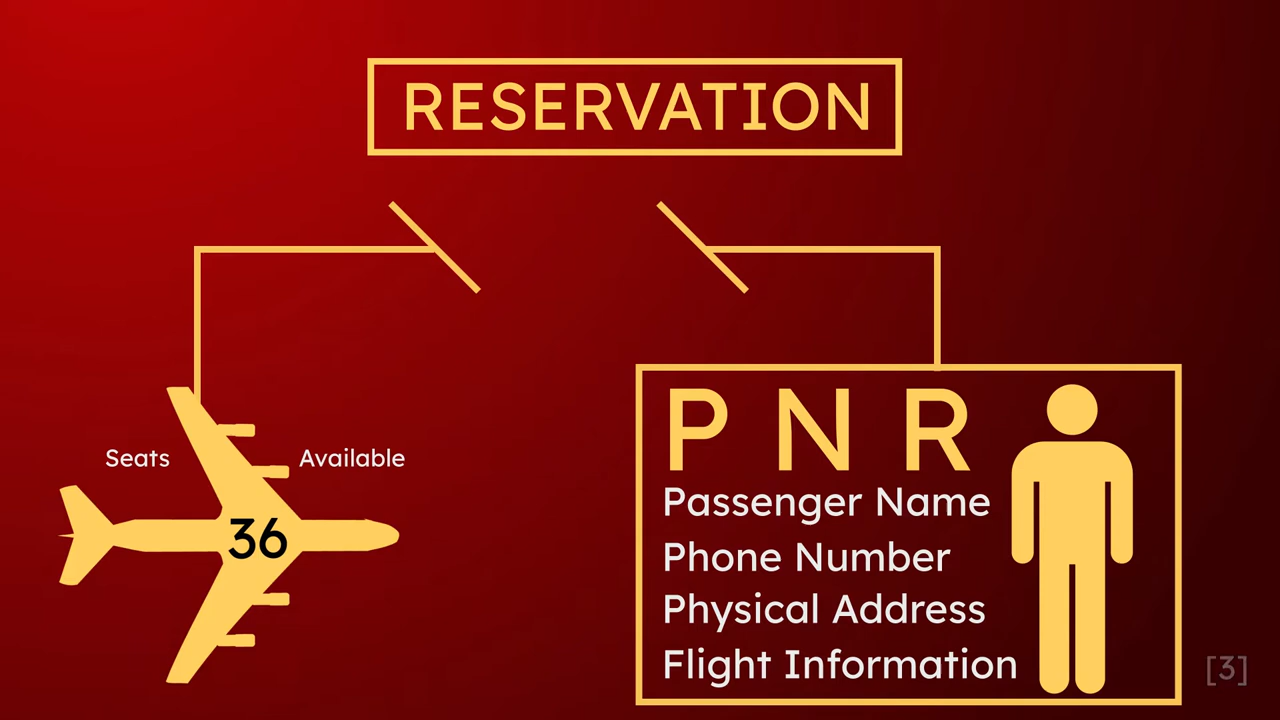 RESERVATION
Seats Available
36
P N R
Passenger Name
Phone Number
Physical Address
Flight Information
[3]